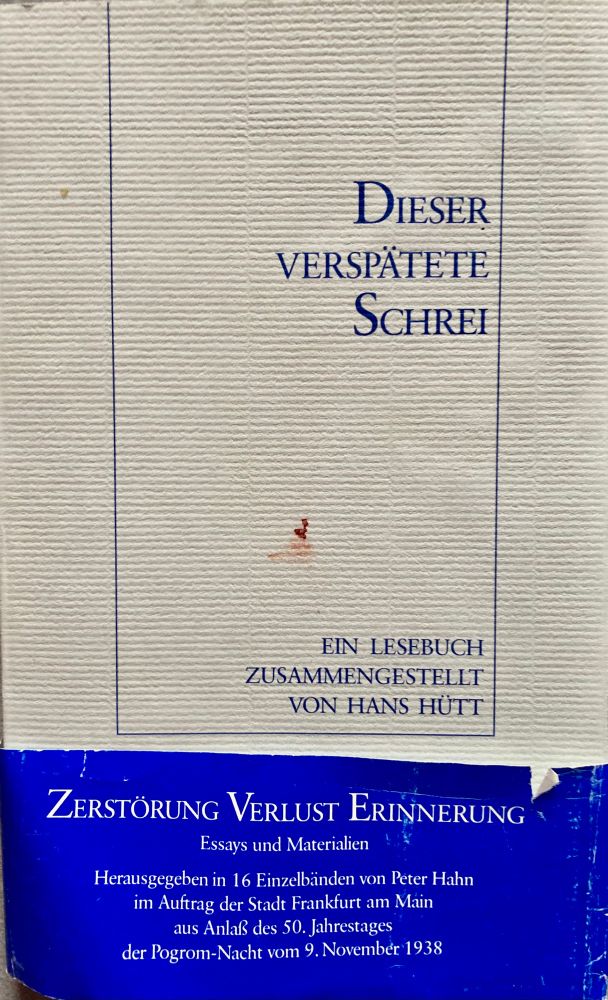 DIESER
VERSPÄTETE
SCHREI
EIN LESEBUCH
ZUSAMMENGESTELLT
VON HANS HÜTT
ZERSTÖRUNG VERLUST ERINNERUNG
Essays und Materialien
Herausgegeben in 16 Einzelbänden von Peter Hahn
im Auftrag der Stadt Frankfurt am Main
aus Anlaß des 50. Jahrestages
der Pogrom-Nacht vom 9. November 1938